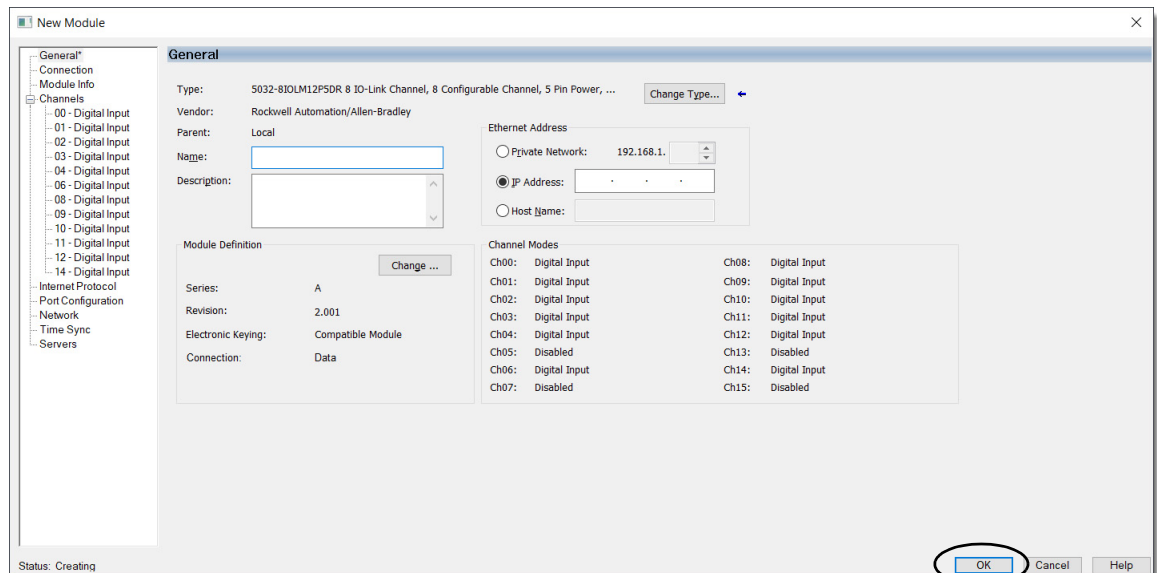 New Module
General*
Connection
Module Info
Channels
00 - Digital Input
01 - Digital Input
02 - Digital Input
03 - Digital Input
04 - Digital Input
06 - Digital Input
08 - Digital Input
09 - Digital Input
10 - Digital Input
11 - Digital Input
12 - Digital Input
14 - Digital Input
Internet Protocol
Port Configuration
Network
Time Sync
Servers
General
Type: 5032-8IOLM12P5DR 8 IO-Link Channel, 8 Configurable Channel, 5 Pin Power, ... Change Type...
Vendor: Rockwell Automation/Allen-Bradley
Parent: Local
Name:
Description:
Ethernet Address
Private Network: 192.168.1.
IP Address: . . .
Host Name:
Module Definition
Change ...
Series: A
Revision: 2.001
Electronic Keying: Compatible Module
Connection: Data
Channel Modes
Ch00: Digital Input Ch08: Digital Input
Ch01: Digital Input Ch09: Digital Input
Ch02: Digital Input Ch10: Digital Input
Ch03: Digital Input Ch11: Digital Input
Ch04: Digital Input Ch12: Digital Input
Ch05: Disabled Ch13: Disabled
Ch06: Digital Input Ch14: Digital Input
Ch07: Disabled Ch15: Disabled
Status: Creating
OK Cancel Help